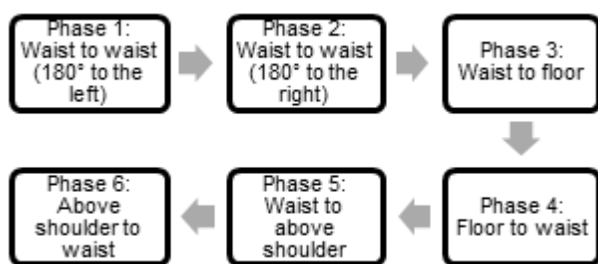 Phase 1:
Waist to waist
(180° to the
left)
Phase 2:
Waist to waist
(180° to the
right)
Phase 3:
Waist to floor
Phase 4:
Floor to waist
Phase 5:
Waist to
above
shoulder
Phase 6:
Above
shoulder to
waist